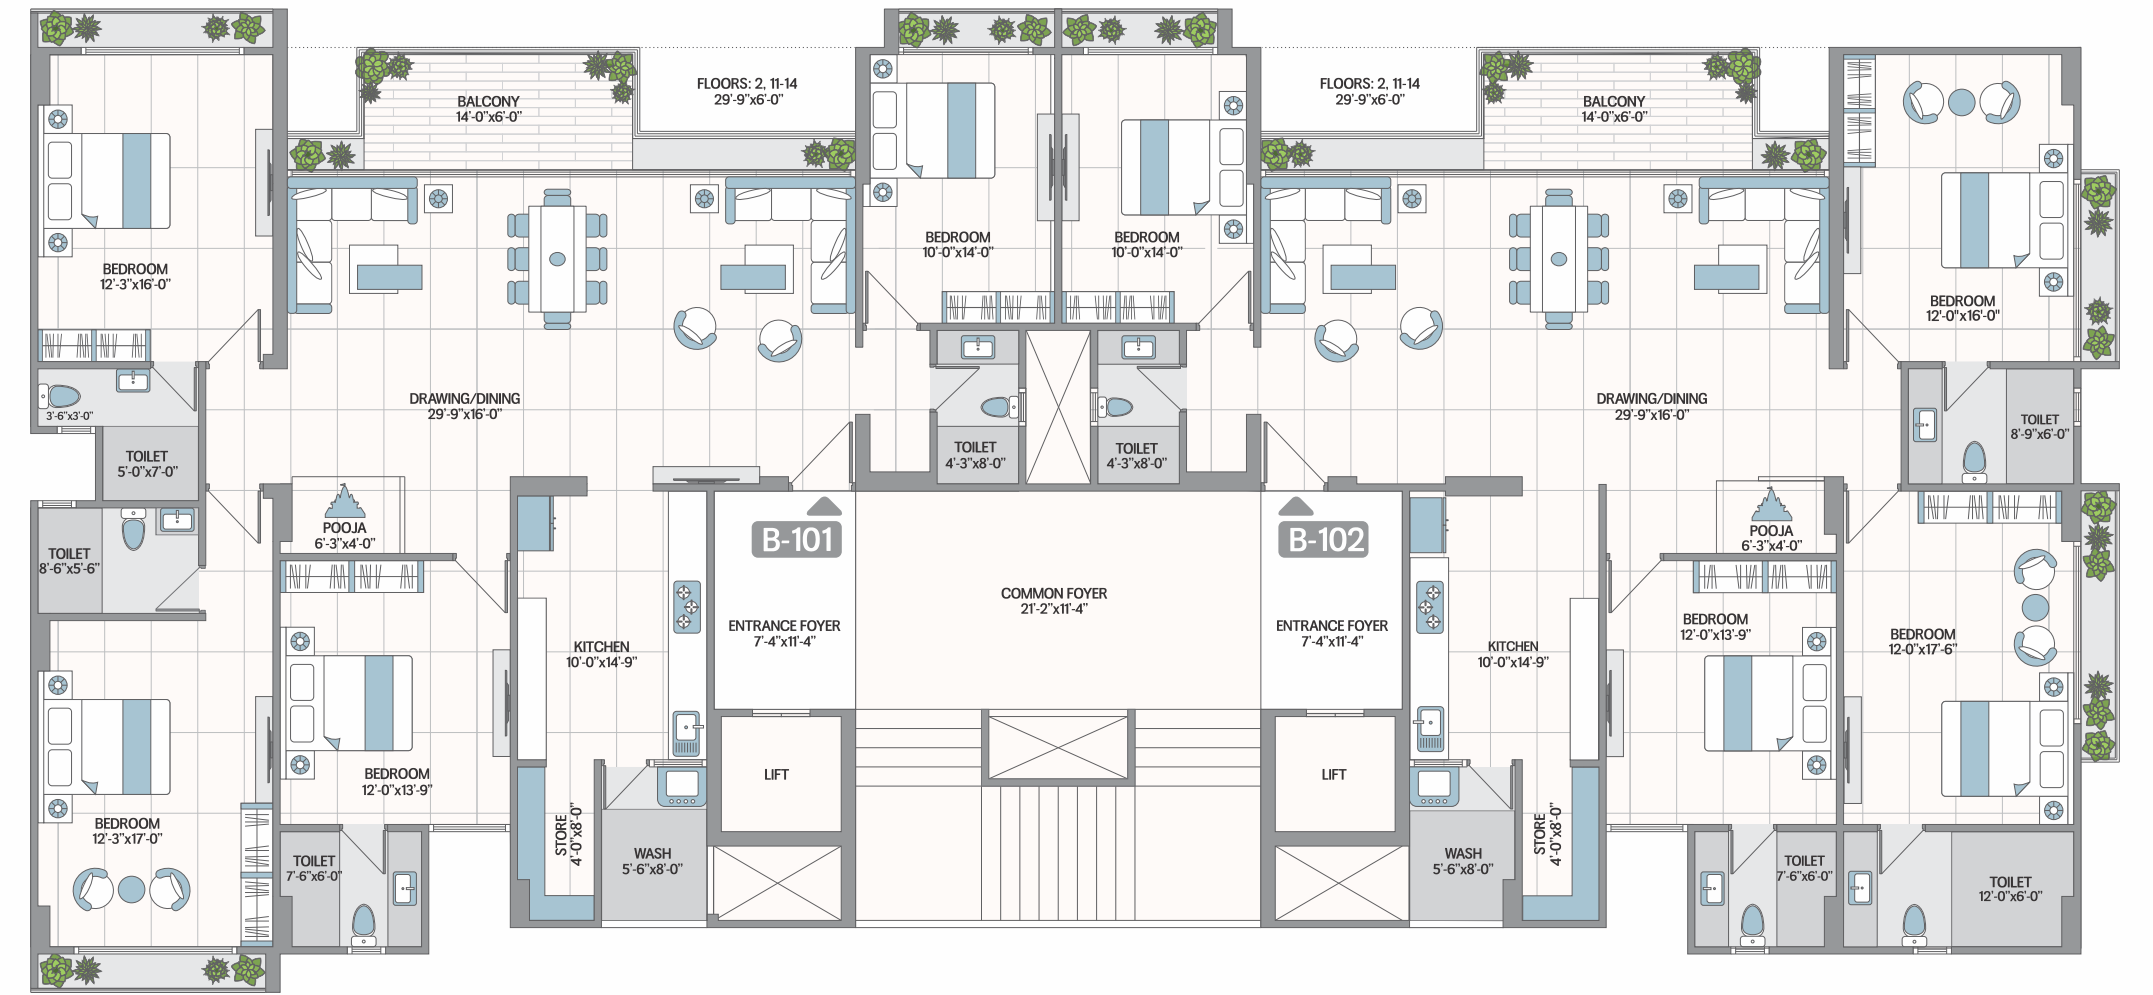 FLOORS: 2, 11-14
29'-9"x6'-0"
FLOORS: 2, 11-14
29'-9"x6'-0"
BALCONY
14'-0"x6'-0"
BALCONY
14'-0"x6'-0"
BEDROOM
12'-3"x16'-0"
BEDROOM
10'-0"x14'-0"
BEDROOM
10'-0"x14'-0"
BEDROOM
12'-0"x16'-0"
3'-6"x3'-0"
DRAWING/DINING
29'-9"x16'-0"
DRAWING/DINING
29'-9"x16'-0"
TOILET
5'-0"x7'-0"
TOILET
4'-3"x8'-0"
TOILET
4'-3"x8'-0"
TOILET
8'-9"x6'-0"
POOJA
6'-3"x4'-0"
B-101
B-102
POOJA
6'-3"x4'-0"
TOILET
8'-6"x5'-6"
COMMON FOYER
21'-2"x11'-4"
ENTRANCE FOYER
7'-4"x11'-4"
ENTRANCE FOYER
7'-4"x11'-4"
KITCHEN
10'-0"x14'-9"
KITCHEN
10'-0"x14'-9"
BEDROOM
12'-0"x13'-9"
BEDROOM
12-0"x17'-6"
BEDROOM
12'-0"x13'-9"
LIFT
LIFT
BEDROOM
12'-3"x17'-0"
STORE
4'-0"x8'-0"
STORE
4'-0"x8'-0"
TOILET
7'-6"x6'-0"
WASH
5'-6"x8'-0"
WASH
5'-6"x8'-0"
TOILET
7'-6"x6'-0"
TOILET
12'-0"x6'-0"